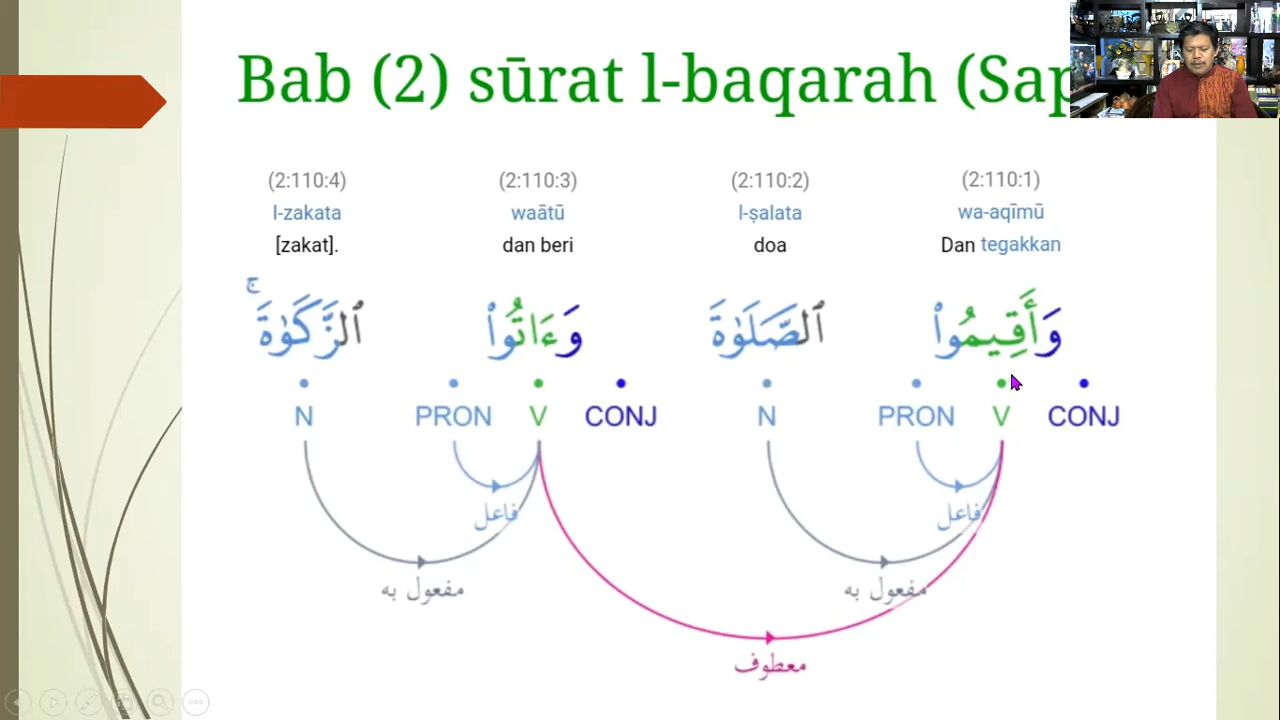 Bab (2) sūrat l-baqarah (Sap
(2:110:4) (2:110:3) (2:110:2) (2:110:1)
l-zakata waātū l-ṣalata wa-aqīmū
[zakat]. dan beri doa Dan tegakkan
وَأَقِيمُوا۟ ٱلصَّلَوٰةَ وَءَاتُوا۟ ٱلزَّكَوٰةَ ۚ
N PRON V CONJ N PRON V CONJ
فاعل فاعل
مفعول به مفعول به
معطوف